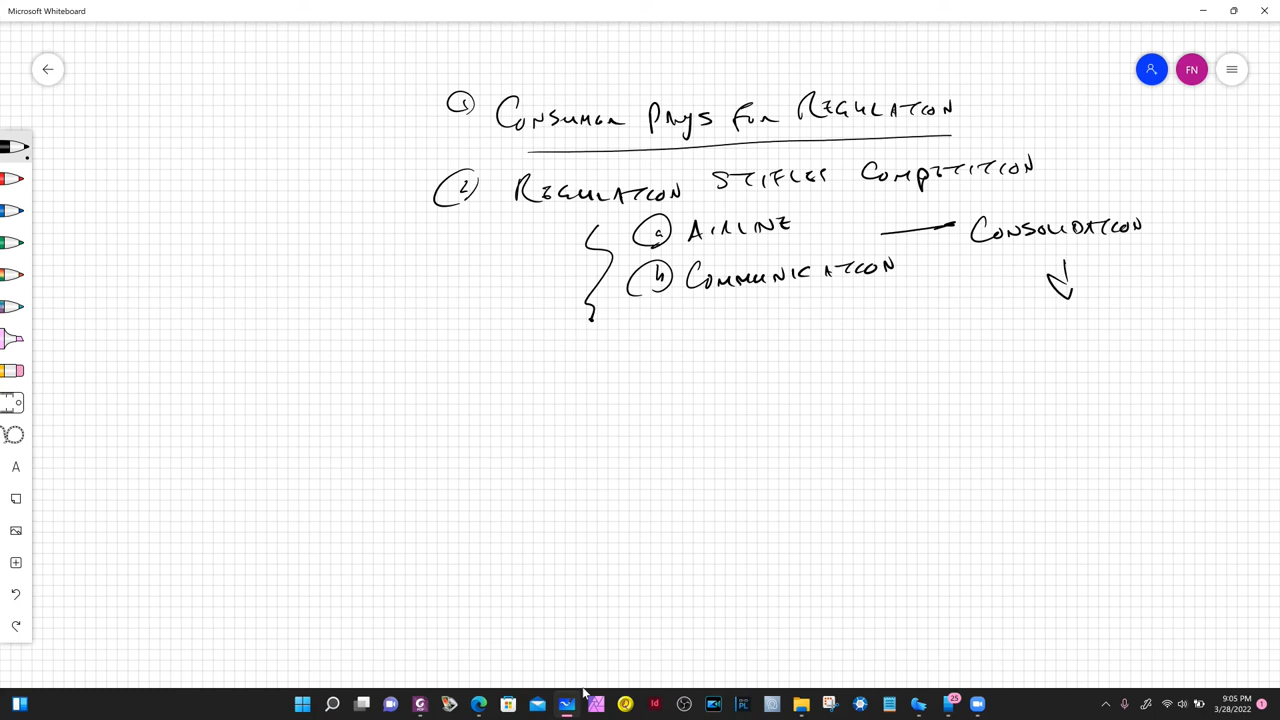 Microsoft Whiteboard
FN
1 CONSUMER PAYS FOR REGULATION
2 REGULATION STIFLES COMPETITION
a AIRLINE — CONSOLIDATION
b COMMUNICATION
A
25
9:05 PM
3/28/2022